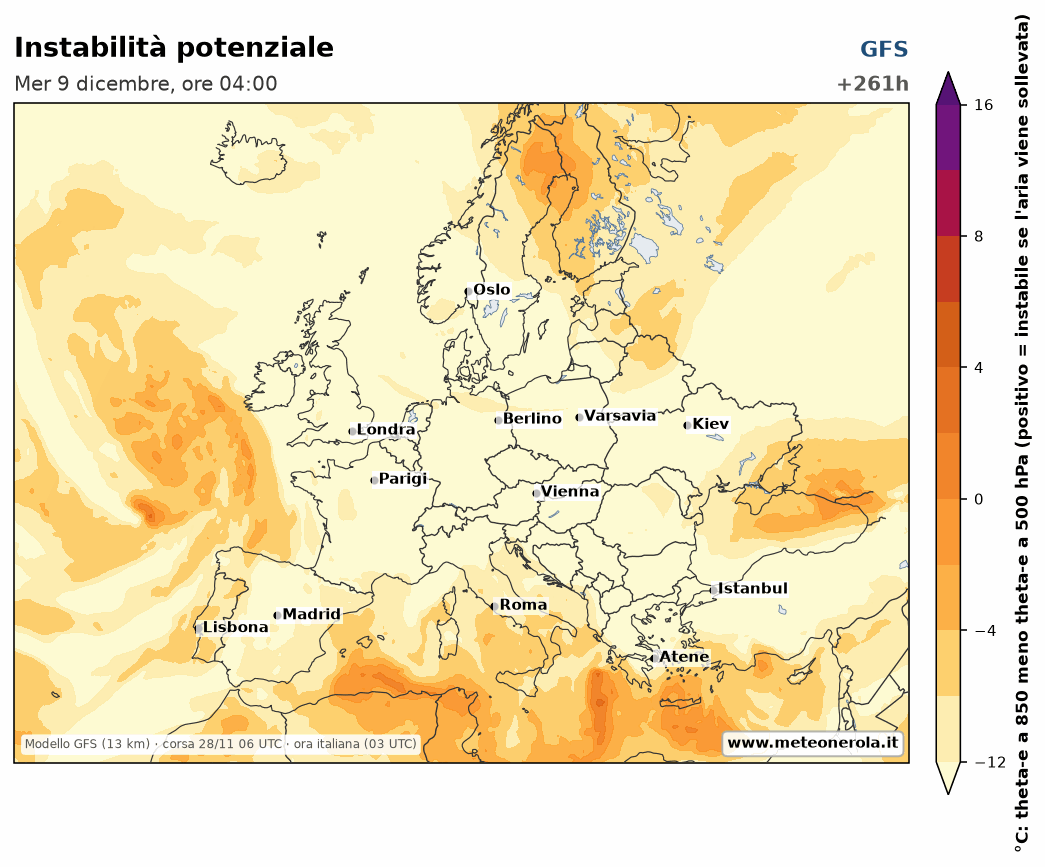 Instabilità potenziale
GFS
Mer 9 dicembre, ore 04:00
+261h
16
8
4
0
−4
−12
°C: theta-e a 850 meno theta-e a 500 hPa (positivo = instabile se l'aria viene sollevata)
Oslo
Berlino
Varsavia
Kiev
Londra
Parigi
Vienna
Istanbul
Roma
Madrid
Lisbona
Atene
Modello GFS (13 km) · corsa 28/11 06 UTC · ora italiana (03 UTC)
www.meteonerola.it